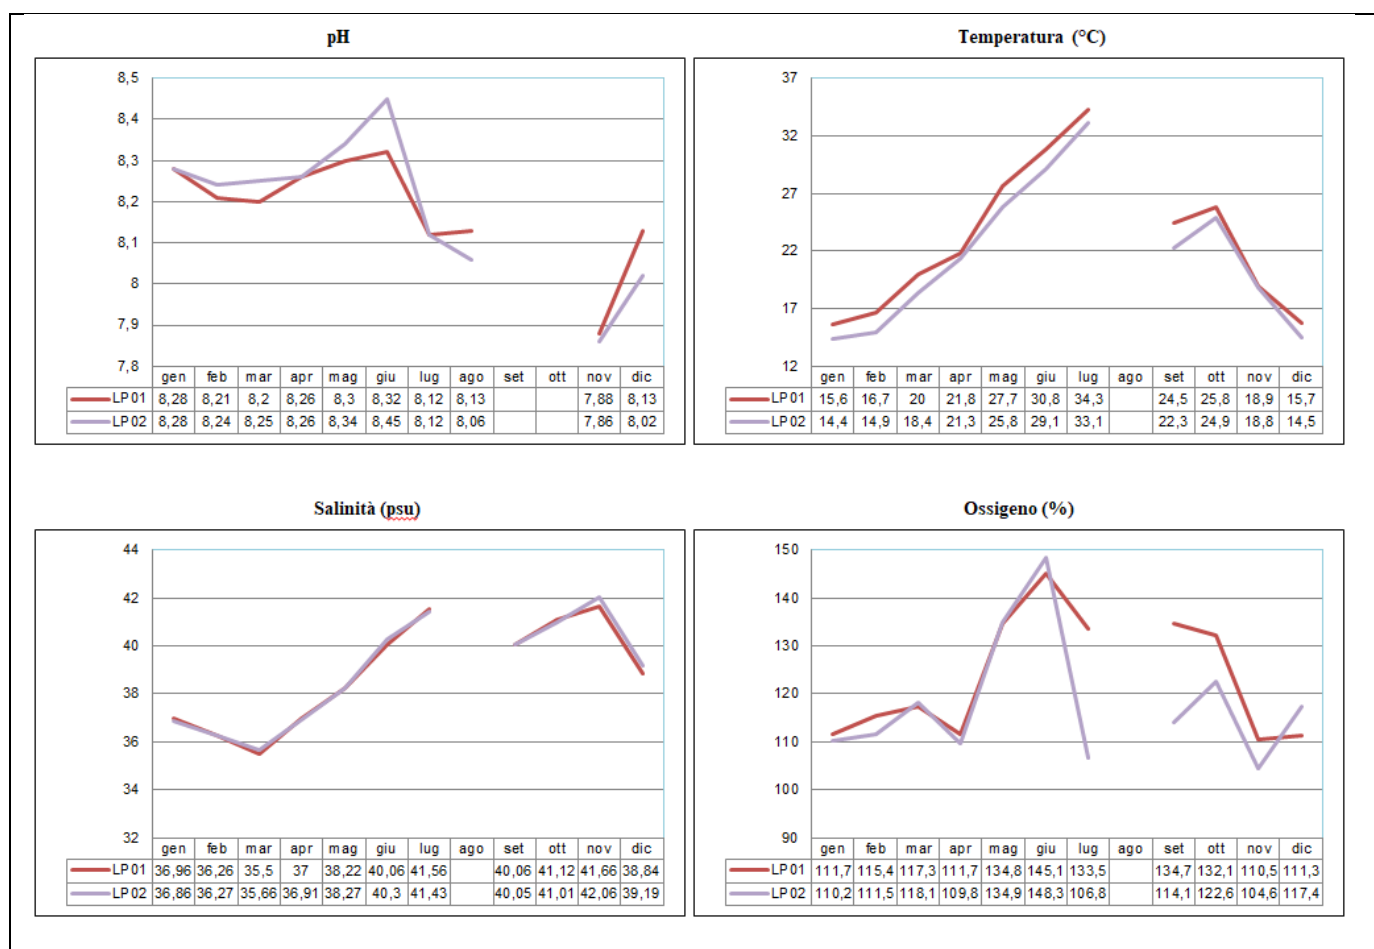 pH
8,5
8,4
8,3
8,2
8,1
8
7,9
7,8
gen feb mar apr mag giu lug ago set ott nov dic
LP01 8,28 8,21 8,2 8,26 8,3 8,32 8,12 8,13 7,88 8,13
LP02 8,28 8,24 8,25 8,26 8,34 8,45 8,12 8,06 7,86 8,02
Temperatura (°C)
37
32
27
22
17
12
gen feb mar apr mag giu lug ago set ott nov dic
LP01 15,6 16,7 20 21,8 27,7 30,8 34,3 24,5 25,8 18,9 15,7
LP02 14,4 14,9 18,4 21,3 25,8 29,1 33,1 22,3 24,9 18,8 14,5
Salinità (psu)
44
42
40
38
36
34
32
gen feb mar apr mag giu lug ago set ott nov dic
LP01 36,96 36,26 35,5 37 38,22 40,06 41,56 40,06 41,12 41,66 38,84
LP02 36,86 36,27 35,66 36,91 38,27 40,3 41,43 40,05 41,01 42,06 39,19
Ossigeno (%)
150
140
130
120
110
100
90
gen feb mar apr mag giu lug ago set ott nov dic
LP01 111,7 115,4 117,3 111,7 134,8 145,1 133,5 134,7 132,1 110,5 111,3
LP02 110,2 111,5 118,1 109,8 134,9 148,3 106,8 114,1 122,6 104,6 117,4